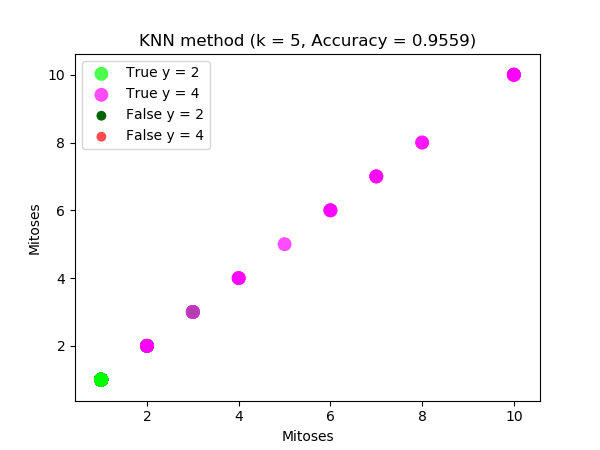 KNN method (k = 5, Accuracy = 0.9559)
True y = 2
True y = 4
False y = 2
False y = 4
10
8
6
4
2
Mitoses
2 4 6 8 10
Mitoses